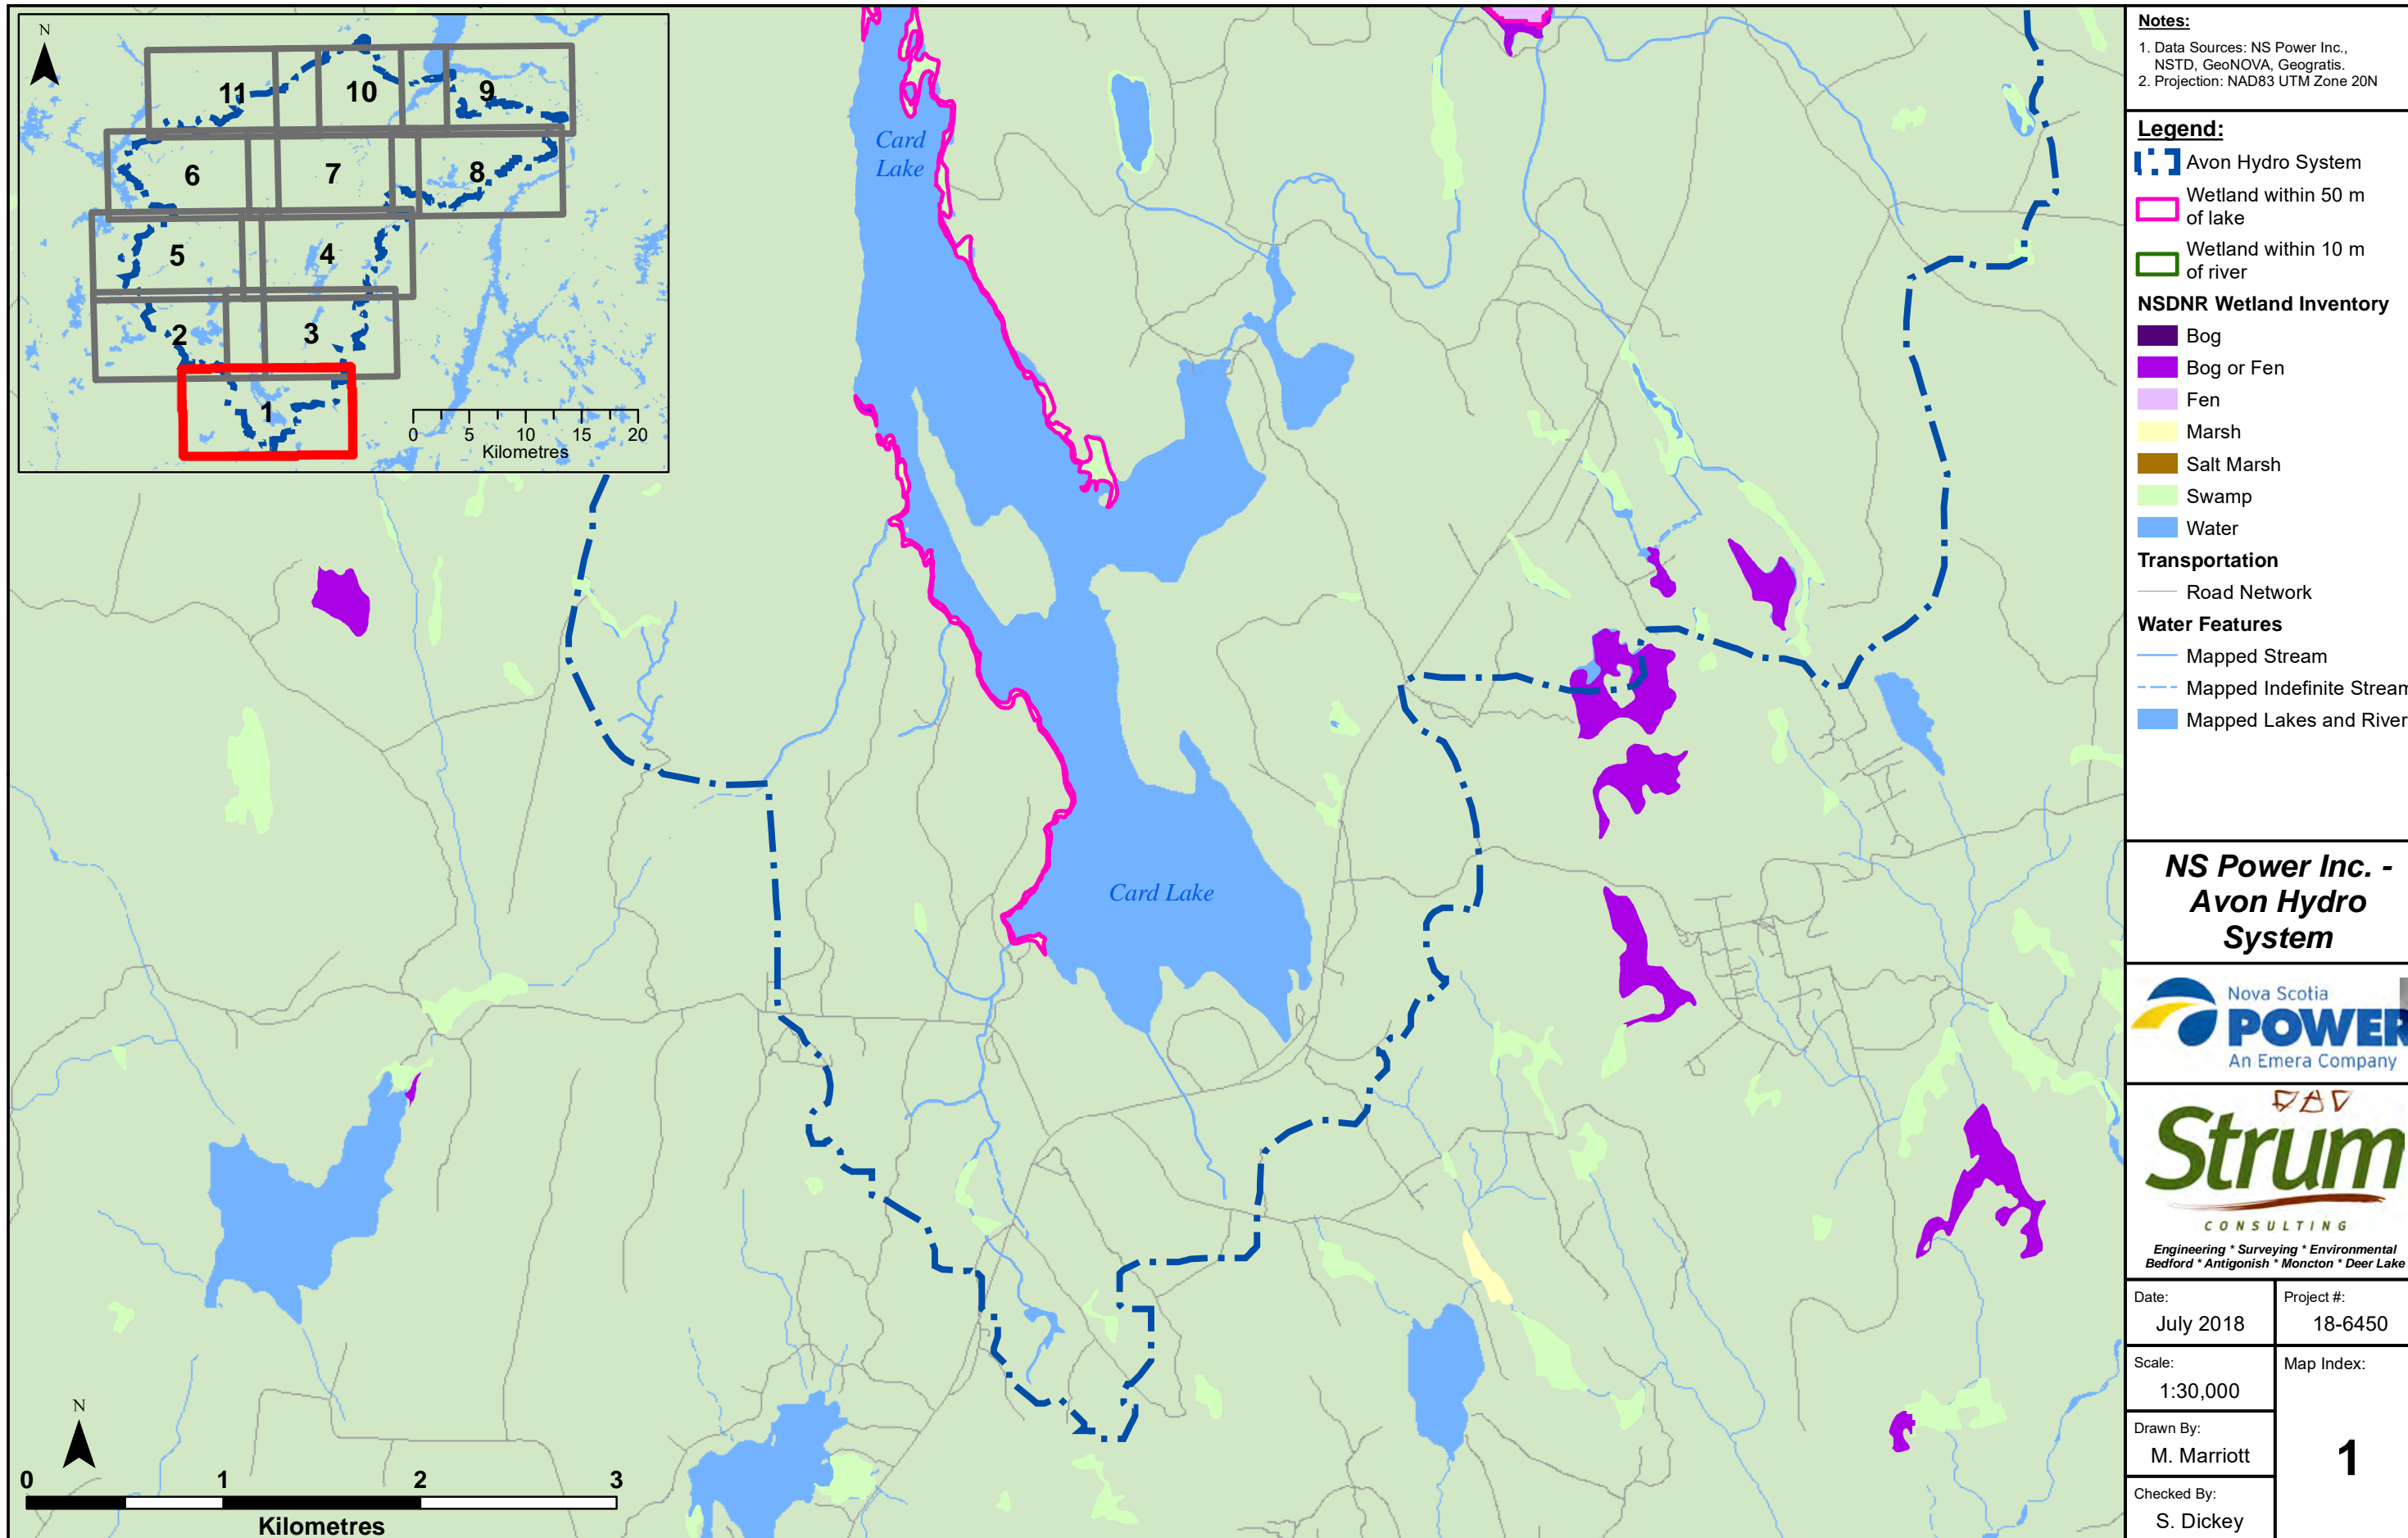 N
11
10
9
6
7
8
5
4
2
3
1
0 5 10 15 20
Kilometres
Card
Lake
Card Lake
N
0 1 2 3
Kilometres
Notes:
1. Data Sources: NS Power Inc.,
NSTD, GeoNOVA, Geogratis.
2. Projection: NAD83 UTM Zone 20N
Legend:
Avon Hydro System
Wetland within 50 m
of lake
Wetland within 10 m
of river
NSDNR Wetland Inventory
Bog
Bog or Fen
Fen
Marsh
Salt Marsh
Swamp
Water
Transportation
Road Network
Water Features
Mapped Stream
Mapped Indefinite Stream
Mapped Lakes and River
NS Power Inc. -
Avon Hydro
System
Nova Scotia
POWER
An Emera Company
Strum
CONSULTING
Engineering * Surveying * Environmental
Bedford * Antigonish * Moncton * Deer Lake
Date:
July 2018
Project #:
18-6450
Scale:
1:30,000
Map Index:
1
Drawn By:
M. Marriott
Checked By:
S. Dickey